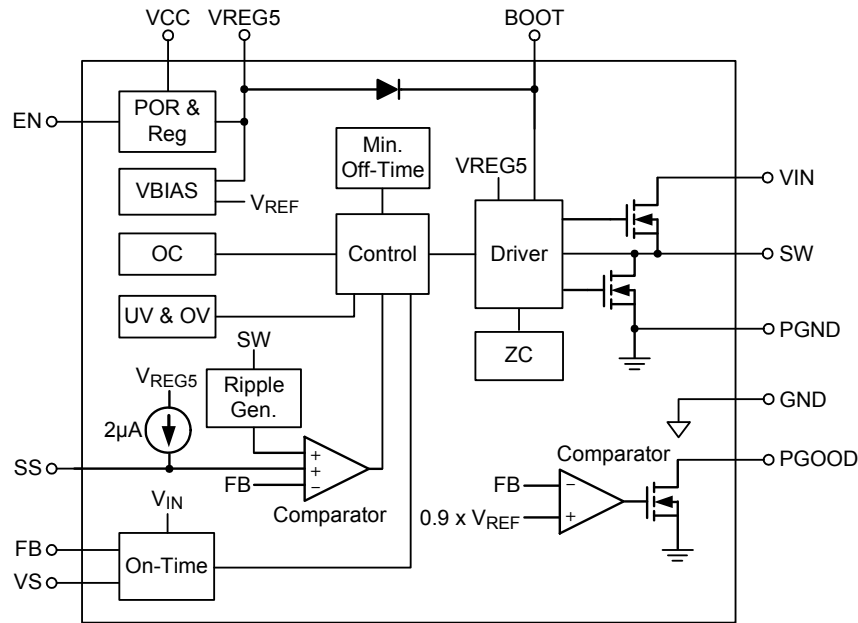 VCC VREG5 BOOT
EN
POR &
Reg
Min.
Off-Time
VBIAS
VREF
VREG5
VIN
OC
Control
Driver
SW
UV & OV
PGND
SW
ZC
VREG5
Ripple
Gen.
GND
2µA
Comparator
PGOOD
SS
+
+
FB −
Comparator
FB −
0.9 x VREF +
VIN
FB
VS
On-Time